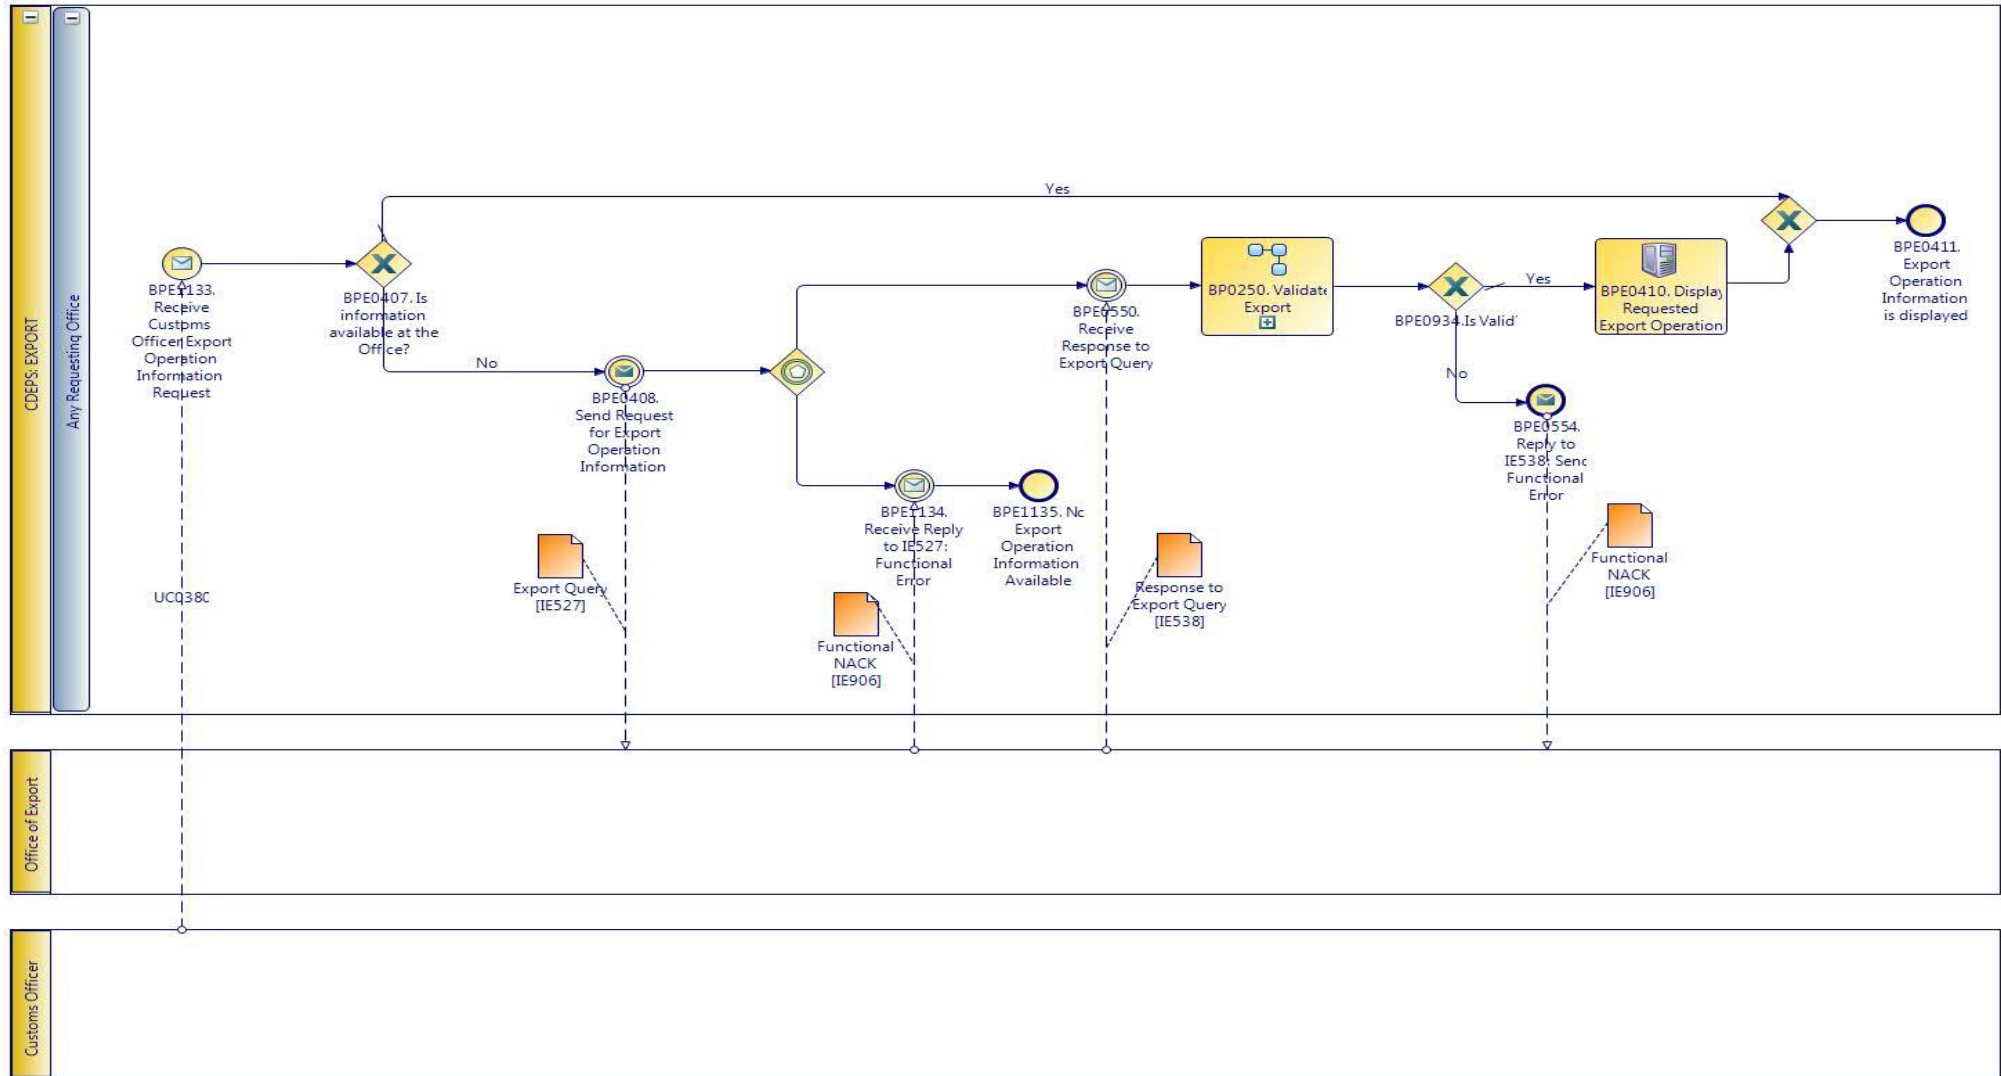 CDEPS: EXPORT
Any Requesting Office
BPE1133.
Receive
Customs
Officer Export
Operation
Information
Request
UC0380
BPE0407. Is
information
available at the
Office?
Yes
No
BPE0408.
Send Request
for Export
Operation
Information
Export Query
[IE527]
BPE1134.
Receive Reply
to IE527:
Functional
Error
Functional
NACK
[IE906]
BPE1135. No
Export
Operation
Information
Available
BPE0550.
Receive
Response to
Export Query
Response to
Export Query
[IE538]
BP0250. Validate
Export
BPE0934.Is Valid
Yes
No
BPE0410. Display
Requested
Export Operation
BPE0554.
Reply to
IE538: Send
Functional
Error
Functional
NACK
[IE906]
BPE0411.
Export
Operation
Information
is displayed
Office of Export
Customs Officer